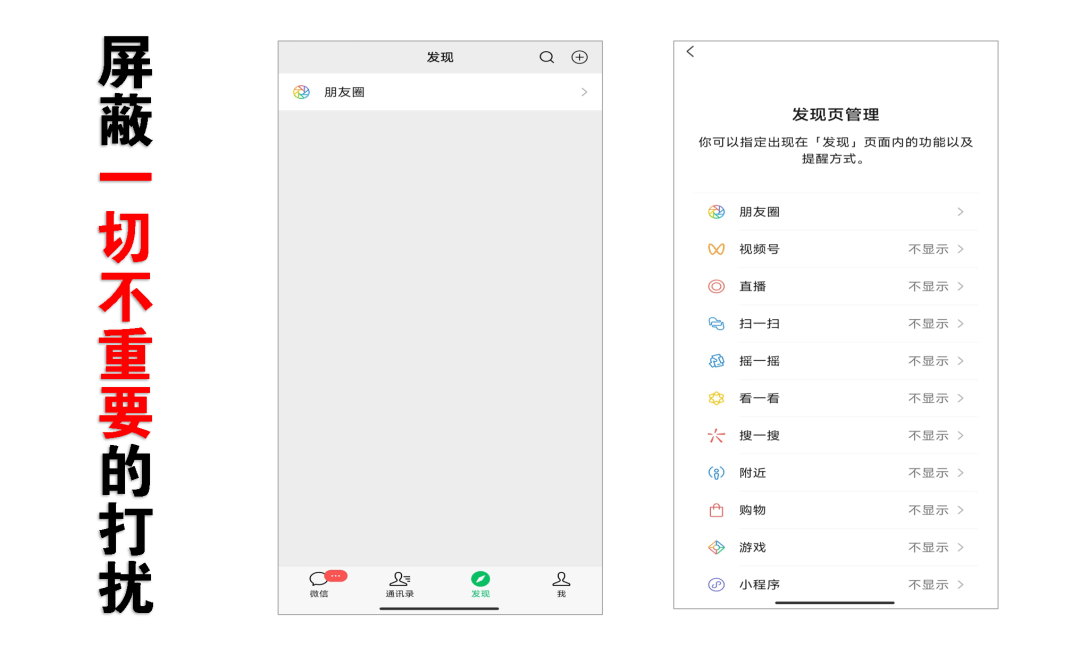 屏蔽一切不重要的打扰
发现
朋友圈
微信
通讯录
发现
我
发现页管理
你可以指定出现在「发现」页面内的功能以及
提醒方式。
朋友圈
视频号 不显示
直播 不显示
扫一扫 不显示
摇一摇 不显示
看一看 不显示
搜一搜 不显示
附近 不显示
购物 不显示
游戏 不显示
小程序 不显示